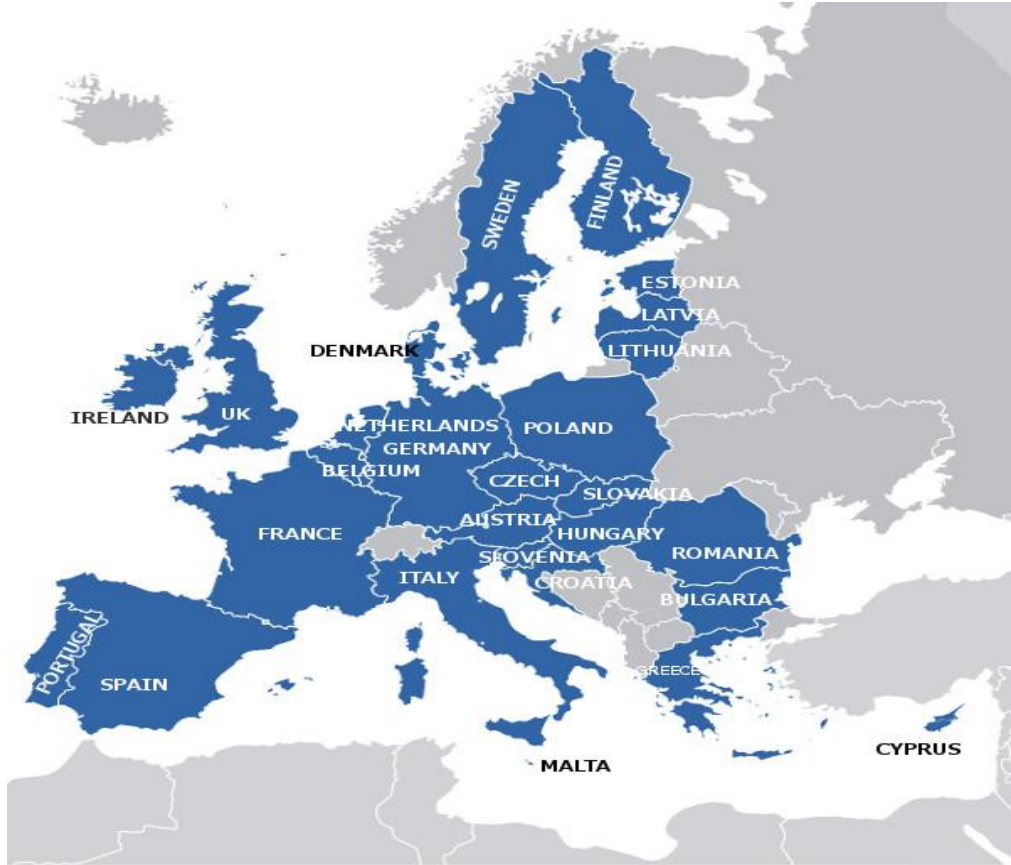 SWEDEN
FINLAND
ESTONIA
LATVIA
DENMARK
LITHUANIA
IRELAND
UK
NETHERLANDS
POLAND
GERMANY
BELGIUM
CZECH
SLOVAKIA
AUSTRIA
FRANCE
HUNGARY
ROMANIA
SLOVENIA
ITALY
CROATIA
BULGARIA
PORTUGAL
GREECE
SPAIN
CYPRUS
MALTA